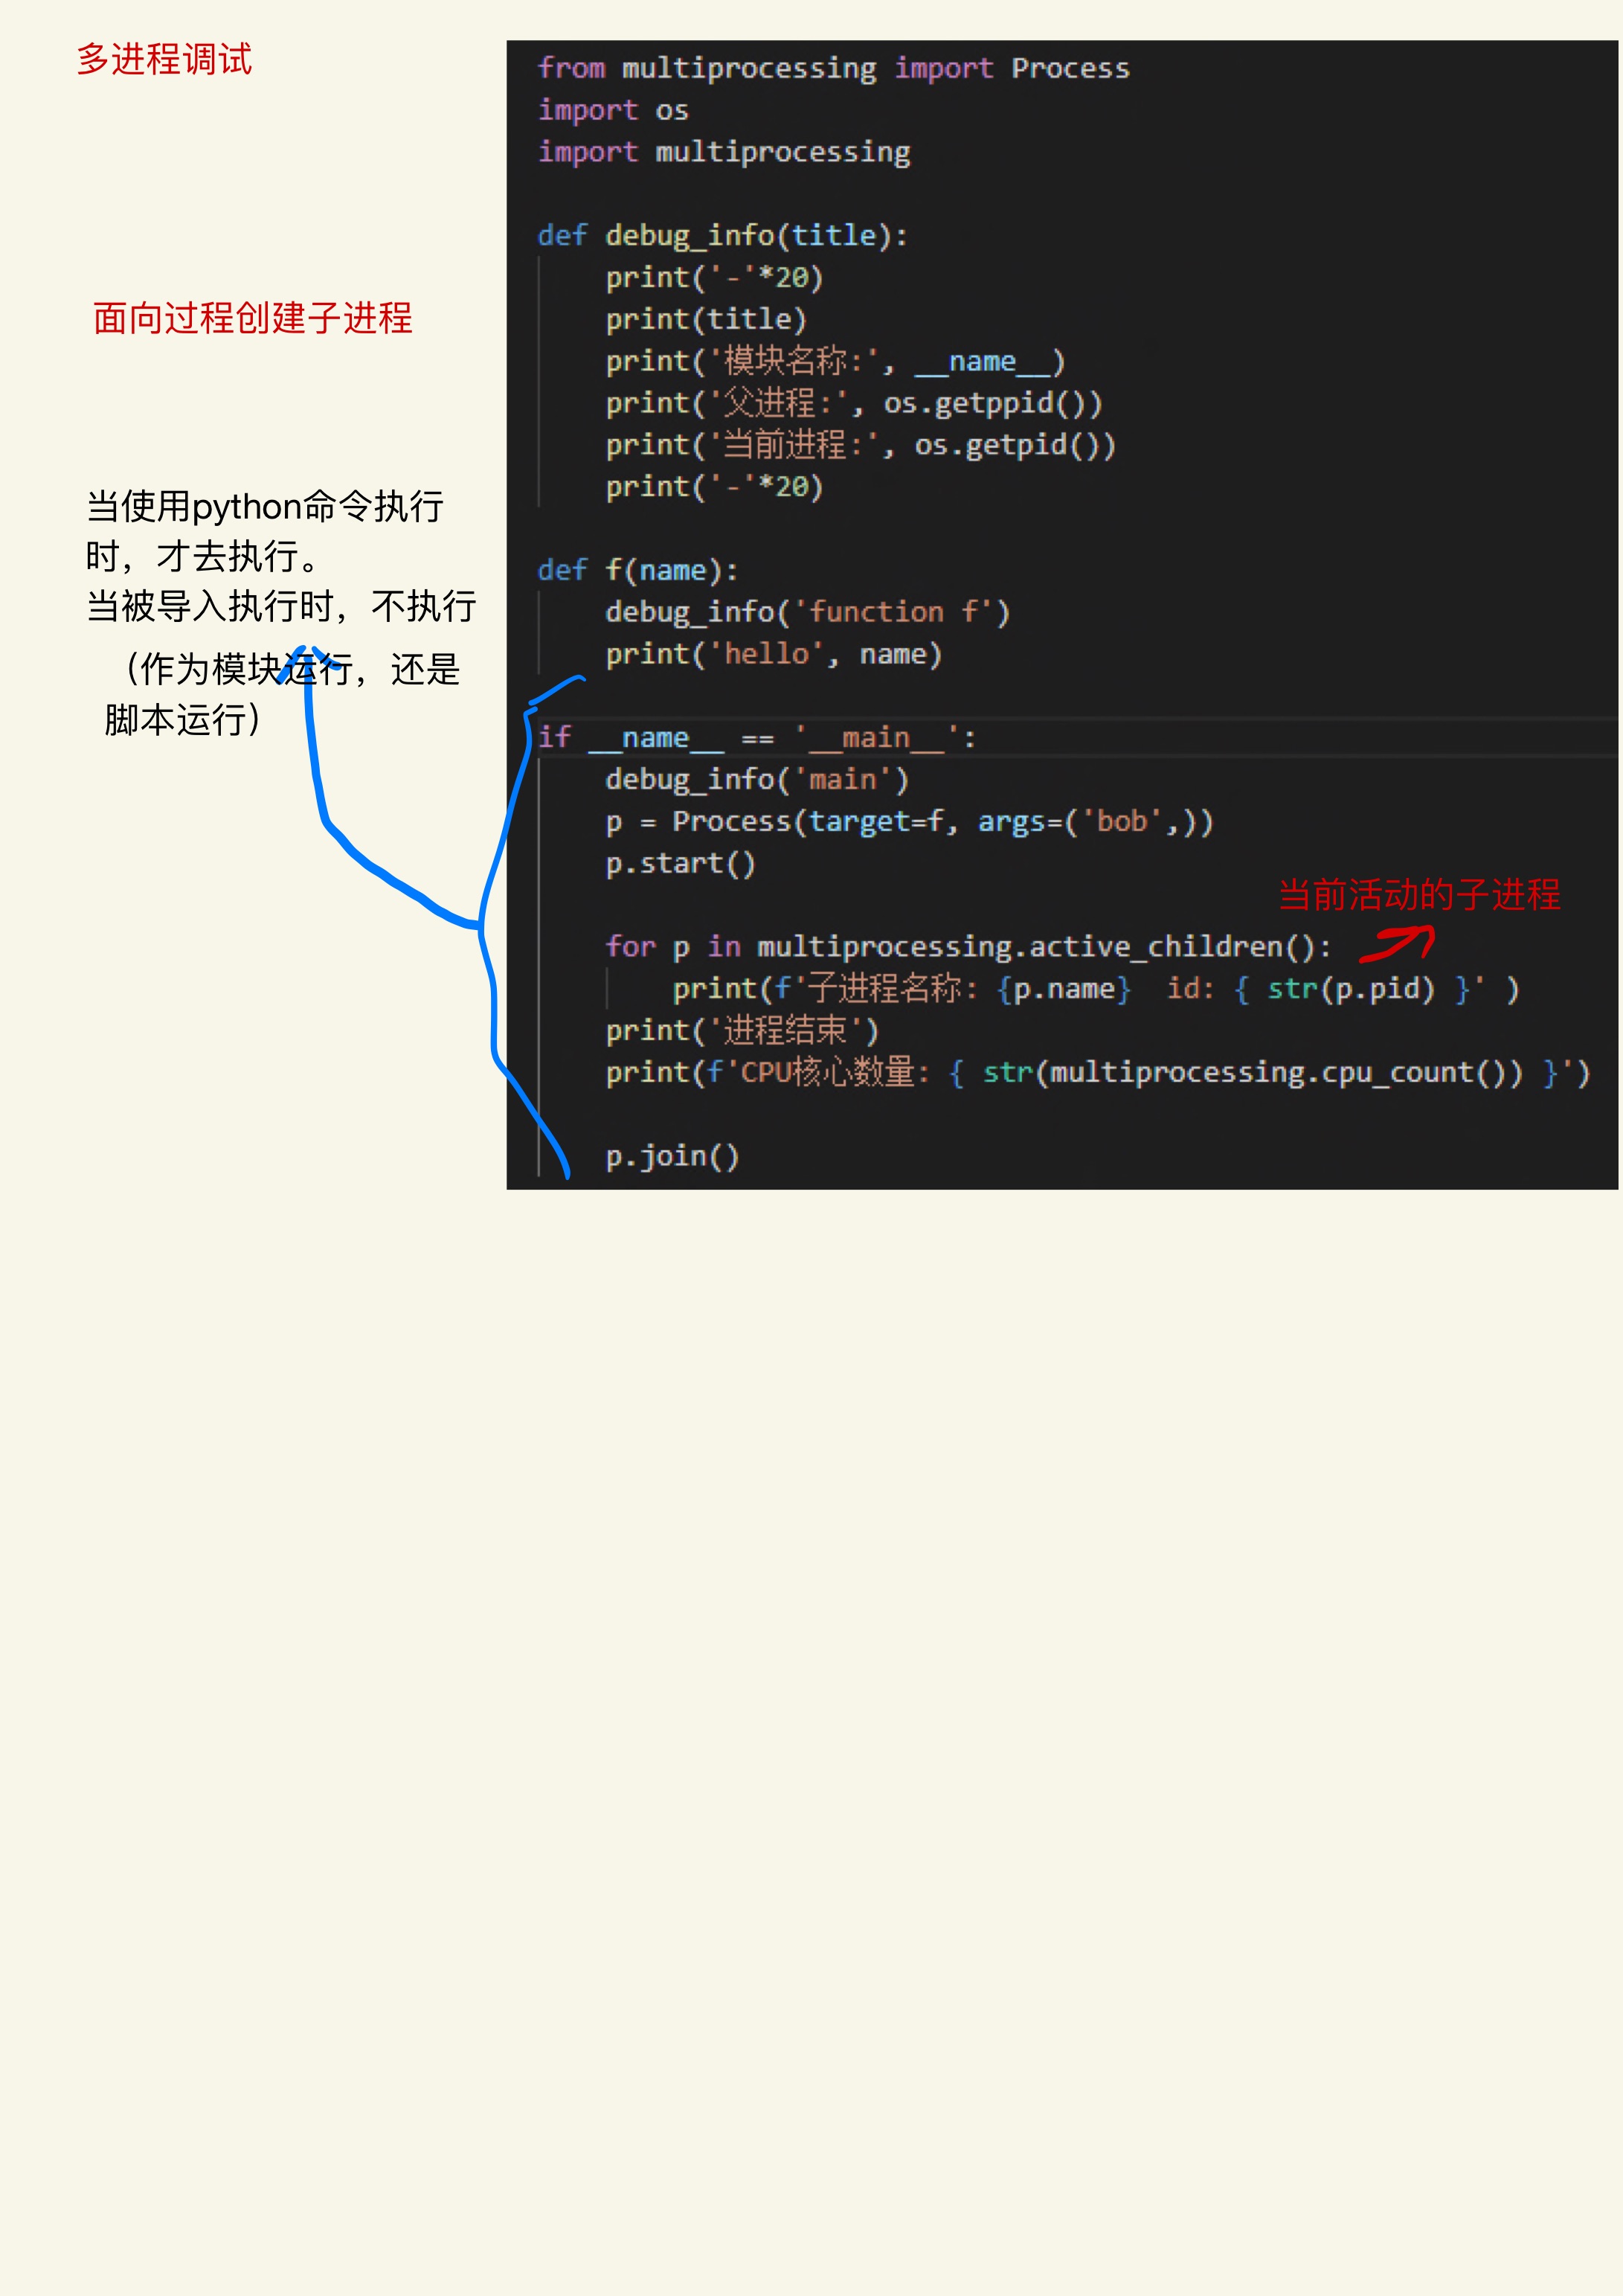 多进程调试
面向过程创建子进程
当使用python命令执行
时，才去执行。
当被导入执行时，不执行
（作为模块运行，还是
脚本运行）
from multiprocessing import Process
import os
import multiprocessing
def debug_info(title):
    print('-'*20)
    print(title)
    print('模块名称:', __name__)
    print('父进程:', os.getppid())
    print('当前进程:', os.getpid())
    print('-'*20)
def f(name):
    debug_info('function f')
    print('hello', name)
if __name__ == '__main__':
    debug_info('main')
    p = Process(target=f, args=('bob',))
    p.start()
当前活动的子进程
    for p in multiprocessing.active_children():
        print(f'子进程名称: {p.name}  id: { str(p.pid) }' )
    print('进程结束')
    print(f'CPU核心数量: { str(multiprocessing.cpu_count()) }')
    p.join()